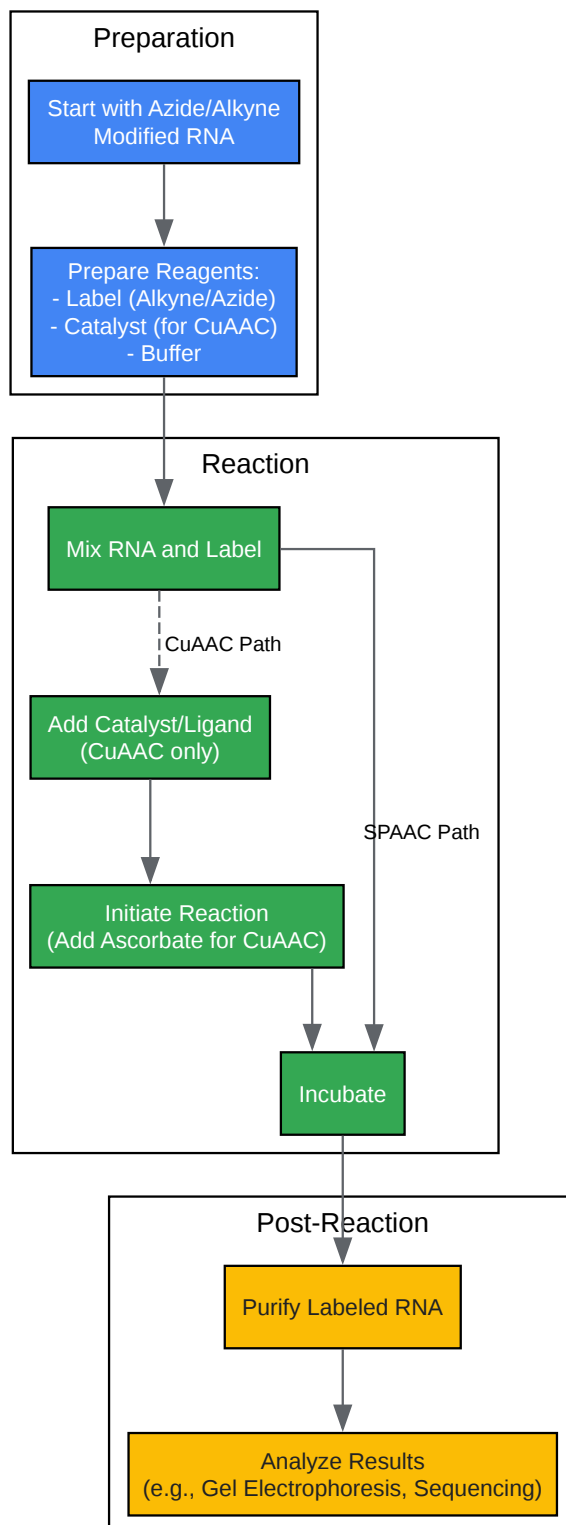 Preparation
Start with Azide/Alkyne
Modified RNA
Prepare Reagents:
- Label (Alkyne/Azide)
- Catalyst (for CuAAC)
- Buffer
Reaction
Mix RNA and Label
CuAAC Path
Add Catalyst/Ligand
(CuAAC only)
SPAAC Path
Initiate Reaction
(Add Ascorbate for CuAAC)
Incubate
Post-Reaction
Purify Labeled RNA
Analyze Results
(e.g., Gel Electrophoresis, Sequencing)